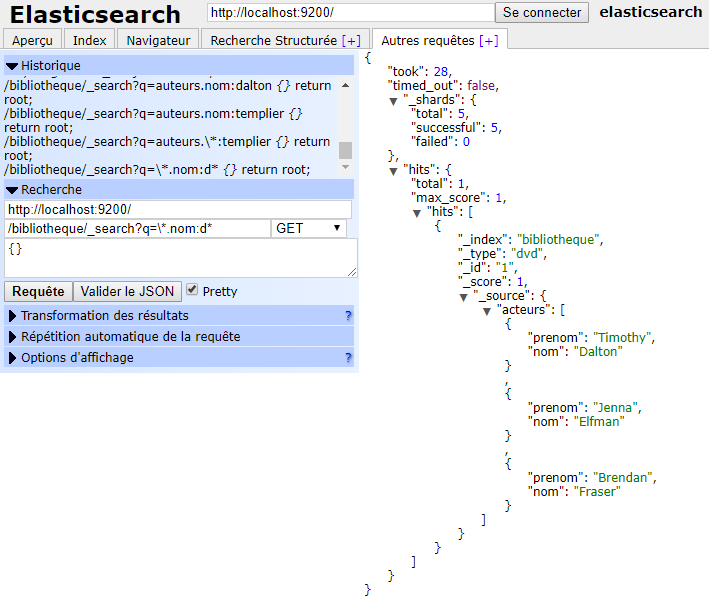 Elasticsearch
http://localhost:9200/
Se connecter
elasticsearch
Aperçu
Index
Navigateur
Recherche Structurée [+]
Autres requêtes [+]
Historique
/bibliotheque/_search?q=auteurs.nom:dalton {} return
root;
/bibliotheque/_search?q=auteurs.nom:templier {}
return root;
/bibliotheque/_search?q=auteurs.\*:templier {} return
root;
/bibliotheque/_search?q=\*.nom:d* {} return root;
Recherche
http://localhost:9200/
/bibliotheque/_search?q=\*.nom:d*
GET
{}
Requête
Valider le JSON
Pretty
Transformation des résultats
?
Répétition automatique de la requête
Options d'affichage
?
{
"took": 28,
"timed_out": false,
"_shards": {
"total": 5,
"successful": 5,
"failed": 0
},
"hits": {
"total": 1,
"max_score": 1,
"hits": [
{
"_index": "bibliotheque",
"_type": "dvd",
"_id": "1",
"_score": 1,
"_source": {
"acteurs": [
{
"prenom": "Timothy",
"nom": "Dalton"
}
,
{
"prenom": "Jenna",
"nom": "Elfman"
}
,
{
"prenom": "Brendan",
"nom": "Fraser"
}
]
}
}
]
}
}